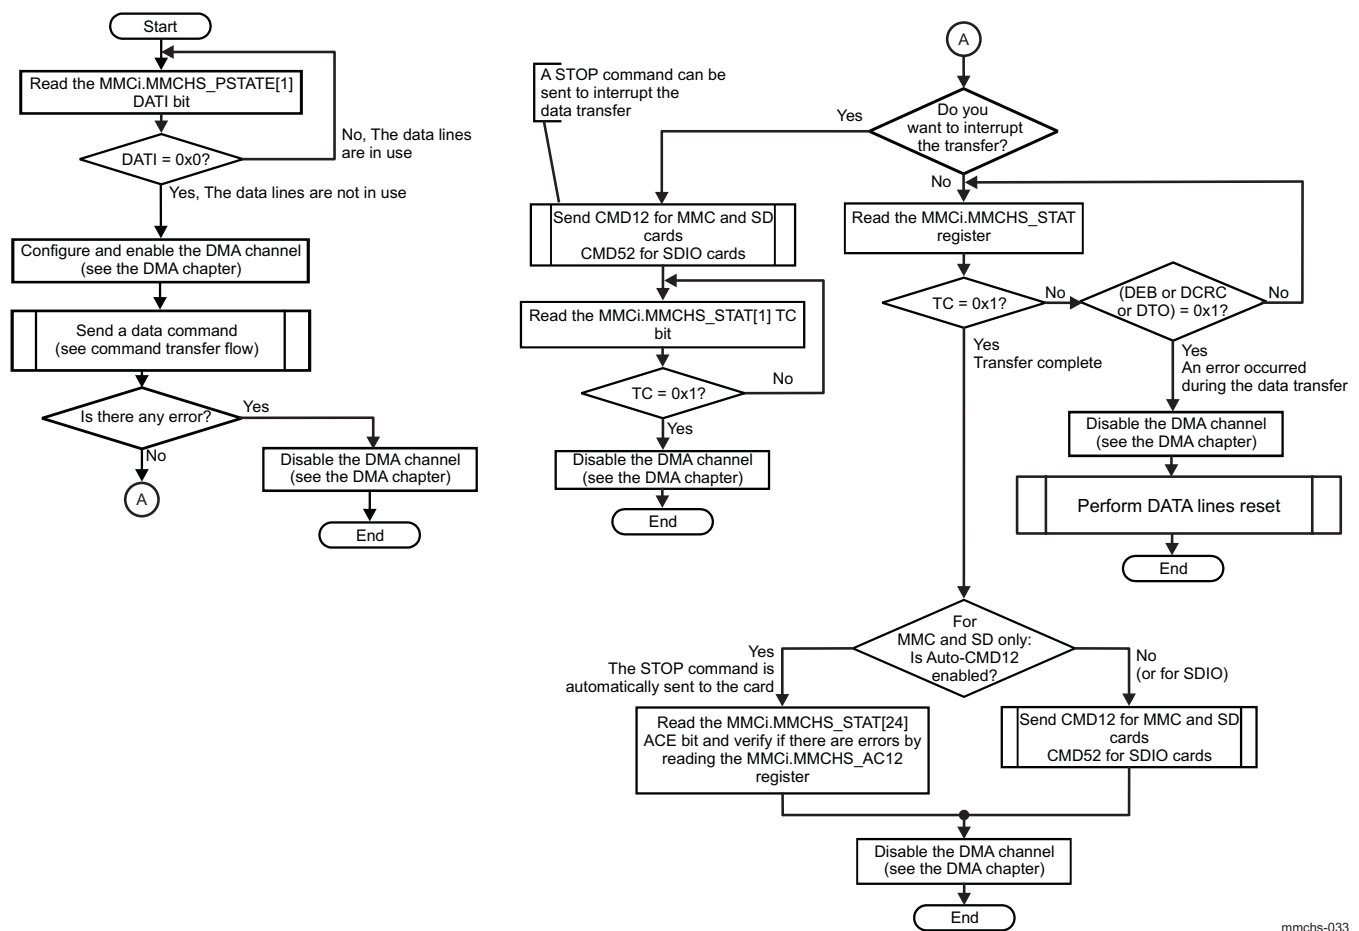 Start
Read the MMCi.MMCHS_PSTATE[1]
DATI bit
DATI = 0x0?
No, The data lines
are in use
Yes, The data lines are not in use
Configure and enable the DMA channel
(see the DMA chapter)
Send a data command
(see command transfer flow)
Is there any error?
Yes
No
A
Disable the DMA channel
(see the DMA chapter)
End
A STOP command can be
sent to interrupt the
data transfer
A
Do you
want to interrupt
the transfer?
Yes
No
Send CMD12 for MMC and SD
cards
CMD52 for SDIO cards
Read the MMCi.MMCHS_STAT[1] TC
bit
TC = 0x1?
No
Yes
Disable the DMA channel
(see the DMA chapter)
End
Read the MMCi.MMCHS_STAT
register
TC = 0x1?
No
(DEB or DCRC
or DTO) = 0x1?
No
Yes
Transfer complete
Yes
An error occurred
during the data transfer
Disable the DMA channel
(see the DMA chapter)
Perform DATA lines reset
End
For
MMC and SD only:
Is Auto-CMD12
enabled?
Yes
The STOP command is
automatically sent to the card
No
(or for SDIO)
Read the MMCi.MMCHS_STAT[24]
ACE bit and verify if there are errors by
reading the MMCi.MMCHS_AC12
register
Send CMD12 for MMC and SD
cards
CMD52 for SDIO cards
Disable the DMA channel
(see the DMA chapter)
End
mmchs-033